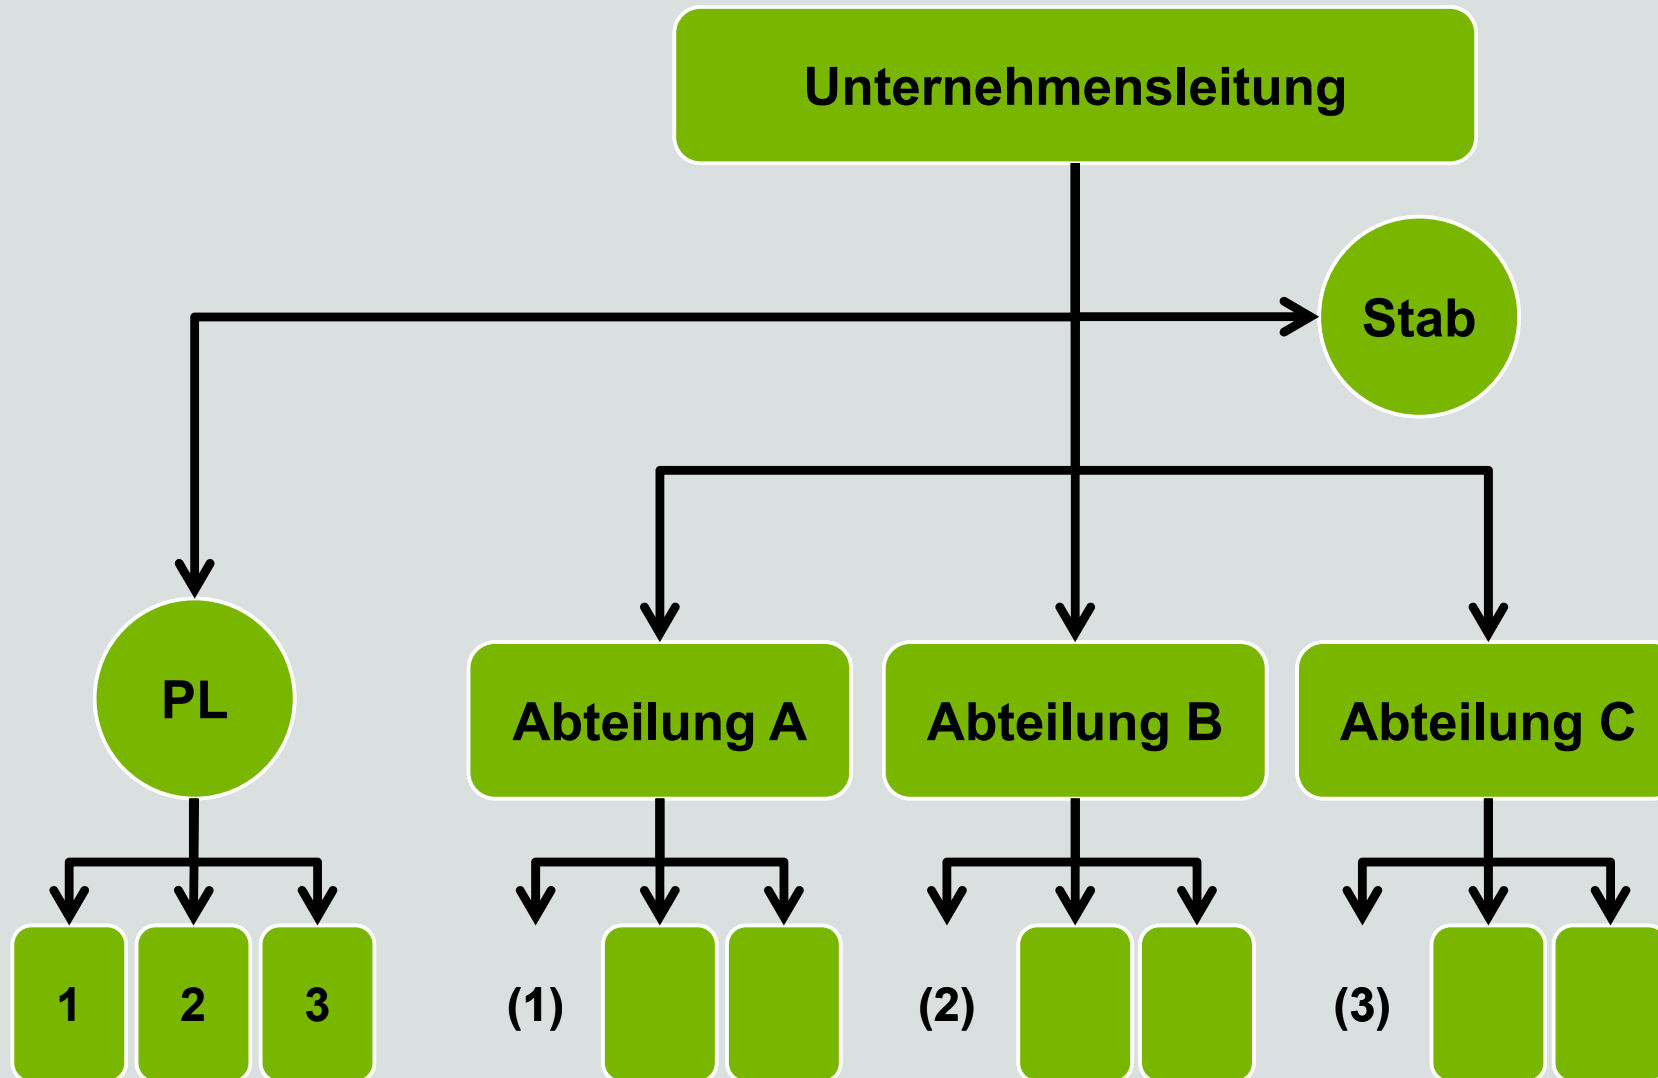 Unternehmensleitung
Stab
PL
Abteilung A
Abteilung B
Abteilung C
1
2
3
(1)
(2)
(3)